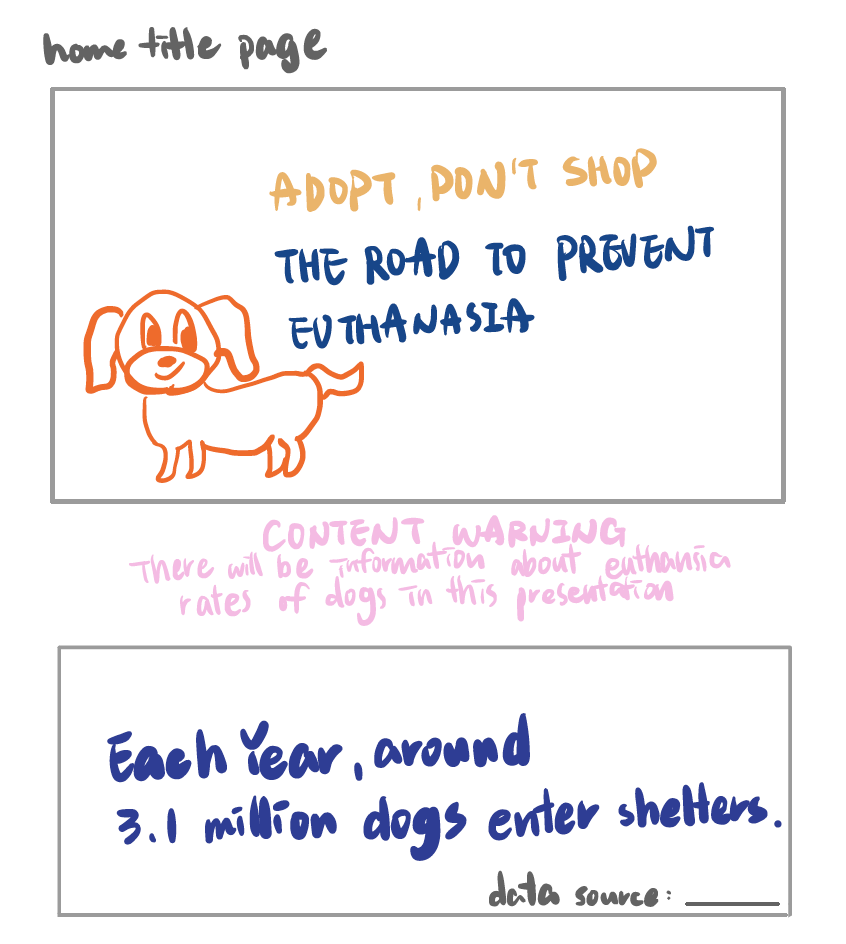 home title page
ADOPT, DON'T SHOP
THE ROAD TO PREVENT
EUTHANASIA
CONTENT WARNING
There will be information about euthansia
rates of dogs in this presentation
Each Year, around
3.1 million dogs enter shelters.
data source: ______